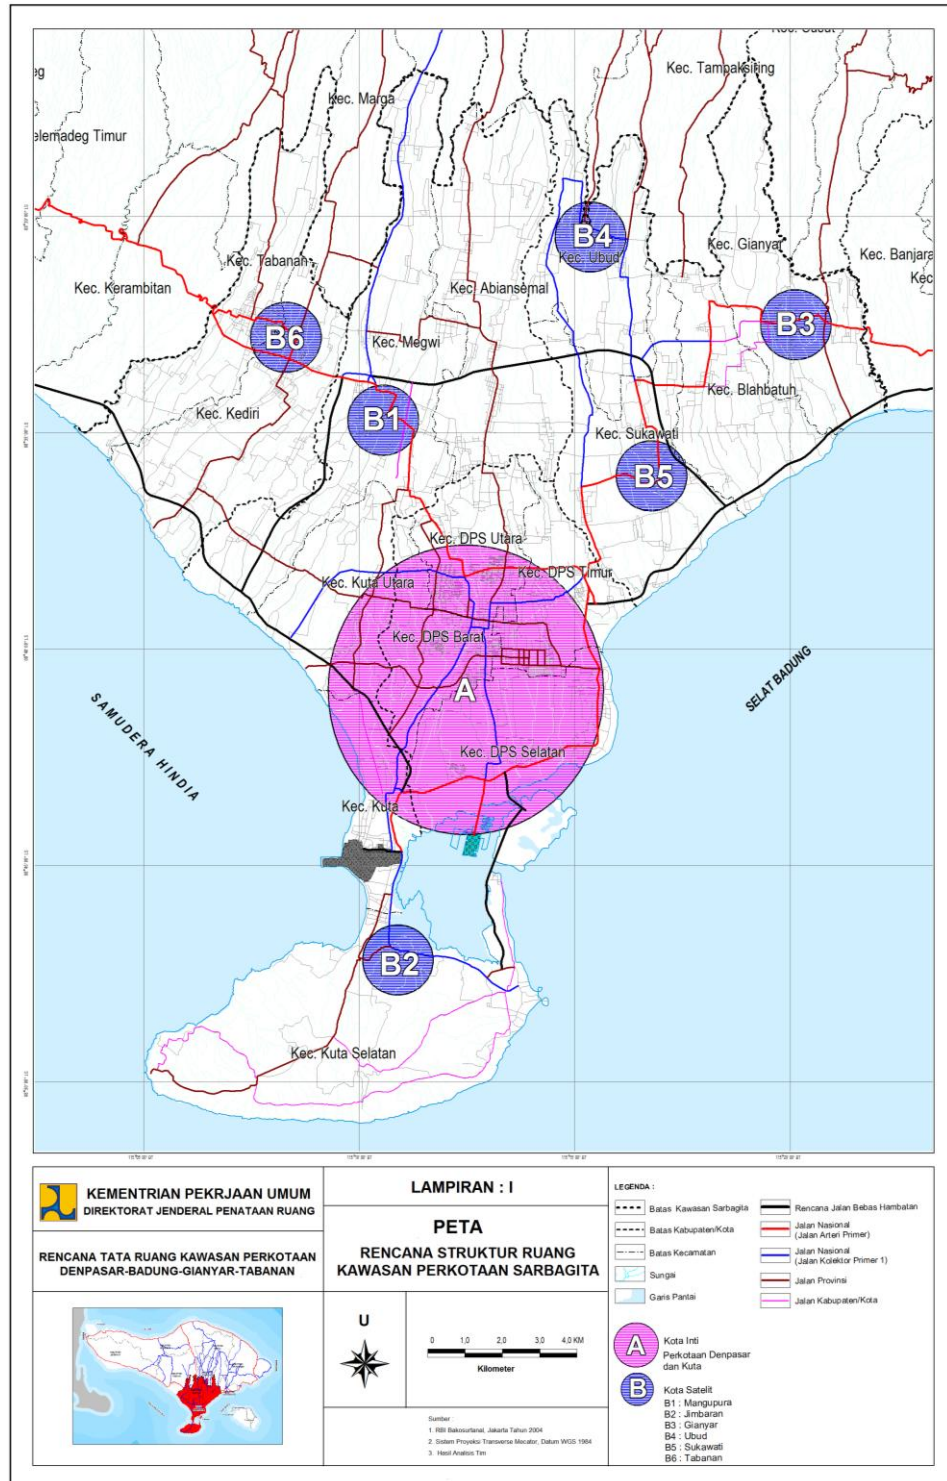 Kec. Tampaksiring
Kec. Marga
elemadeg Timur
B4
Kec. Ubud
Kec. Gianyar
Kec. Banjara
Kec
Kec. Tabanan
Kec. Kerambitan
Kec. Abiansemal
B6
B3
Kec. Megwi
Kec. Blahbatuh
Kec. Kediri
B1
Kec. Sukawati
B5
Kec. DPS Utara
Kec. DPS Timur
Kec. Kuta Utara
Kec. DPS Barat
A
SELAT BADUNG
SAMUDERA HINDIA
Kec. DPS Selatan
Kec. Kuta
B2
Kec. Kuta Selatan
KEMENTRIAN PEKRJAAN UMUM
DIREKTORAT JENDERAL PENATAAN RUANG
RENCANA TATA RUANG KAWASAN PERKOTAAN
DENPASAR-BADUNG-GIANYAR-TABANAN
LAMPIRAN : I
PETA
RENCANA STRUKTUR RUANG
KAWASAN PERKOTAAN SARBAGITA
U
0 1,0 2,0 3,0 4,0 KM
Kilometer
Sumber :
1. RBI Bakosurtanal, Jakarta Tahun 2004
2. Sistem Proyeksi Transverse Mecator, Datum WGS 1984
3. Hasil Analisis Tim
LEGENDA :
Batas Kawasan Sarbagita
Batas Kabupaten/Kota
Batas Kecamatan
Sungai
Garis Pantai
Rencana Jalan Bebas Hambatan
Jalan Nasional
(Jalan Arteri Primer)
Jalan Nasional
(Jalan Kolektor Primer 1)
Jalan Provinsi
Jalan Kabupaten/Kota
A
Kota Inti
Perkotaan Denpasar
dan Kuta
B
Kota Satelit
B1 : Mangupura
B2 : Jimbaran
B3 : Gianyar
B4 : Ubud
B5 : Sukawati
B6 : Tabanan